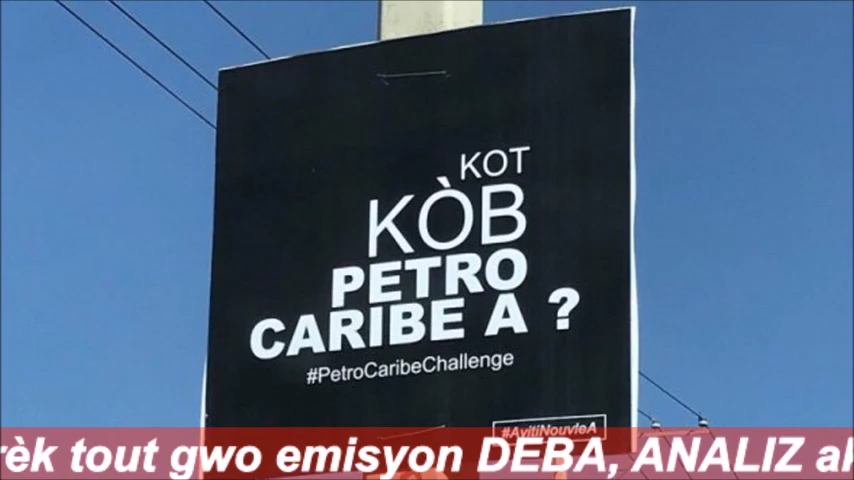 KOT
KÒB
PETRO
CARIBE A ?
#PetroCaribeChallenge
#AyitiNouvleA
tout gwo emisyon DEBA, ANALIZ